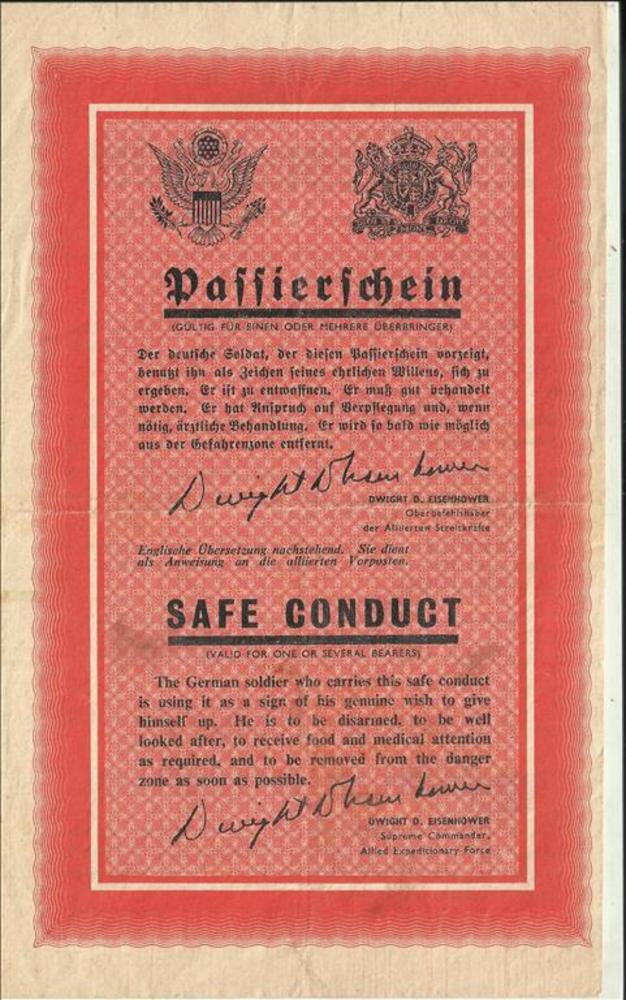 Passierschein
(GÜLTIG FÜR EINEN ODER MEHRERE ÜBERBRINGER)
Der deutsche Soldat, der diesen Passierschein vorzeigt,
benutzt ihn als Zeichen seines ehrlichen Willens, sich zu
ergeben. Er ist zu entwaffnen. Er muß gut behandelt
werden. Er hat Anspruch auf Verpflegung und, wenn
nötig, ärztliche Behandlung. Er wird so bald wie möglich
aus der Gefahrenzone entfernt.
Dwight D Eisenhower
DWIGHT D. EISENHOWER
Oberbefehlshaber
der Alliierten Streitkräfte
Englische Übersetzung nachstehend. Sie dient
als Anweisung an die alliierten Vorposten.
SAFE CONDUCT
(VALID FOR ONE OR SEVERAL BEARERS)
The German soldier who carries this safe conduct
is using it as a sign of his genuine wish to give
himself up. He is to be disarmed, to be well
looked after, to receive food and medical attention
as required, and to be removed from the danger
zone as soon as possible.
Dwight D Eisenhower
DWIGHT D. EISENHOWER
Supreme Commander,
Allied Expeditionary Force